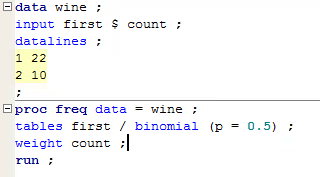 data wine ;
input first $ count ;
datalines ;
1 22
2 10
;
proc freq data = wine ;
tables first / binomial (p = 0.5) ;
weight count ;
run ;